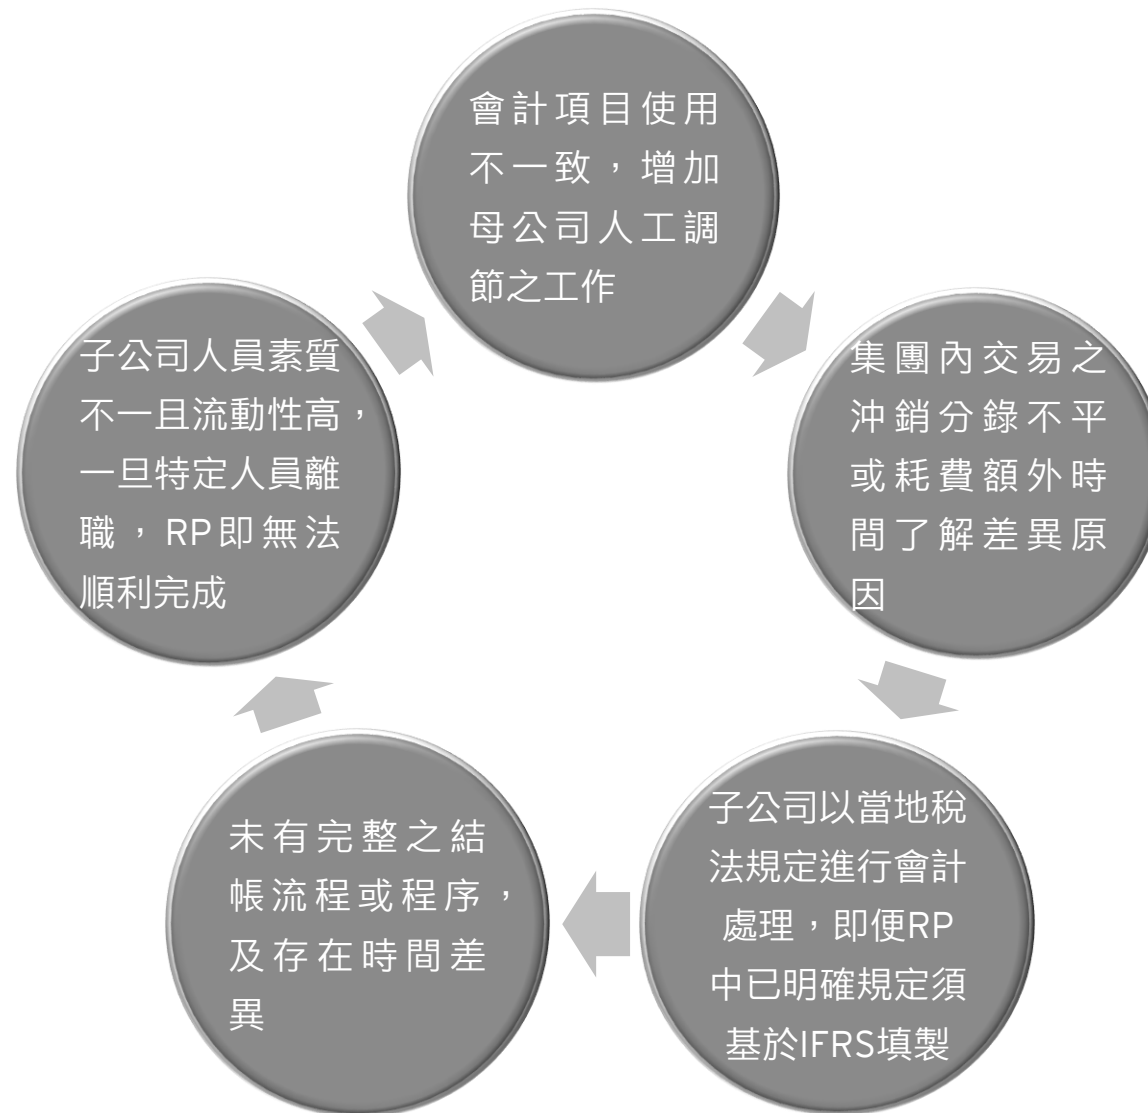 會計項目使用
不一致，增加
母公司人工調
節之工作
集團內交易之
沖銷分錄不平
或耗費額外時
間了解差異原
因
子公司以當地稅
法規定進行會計
處理，即便RP
中已明確規定須
基於IFRS填製
未有完整之結
帳流程或程序，
及存在時間差
異
子公司人員素質
不一且流動性高，
一旦特定人員離
職，RP即無法
順利完成